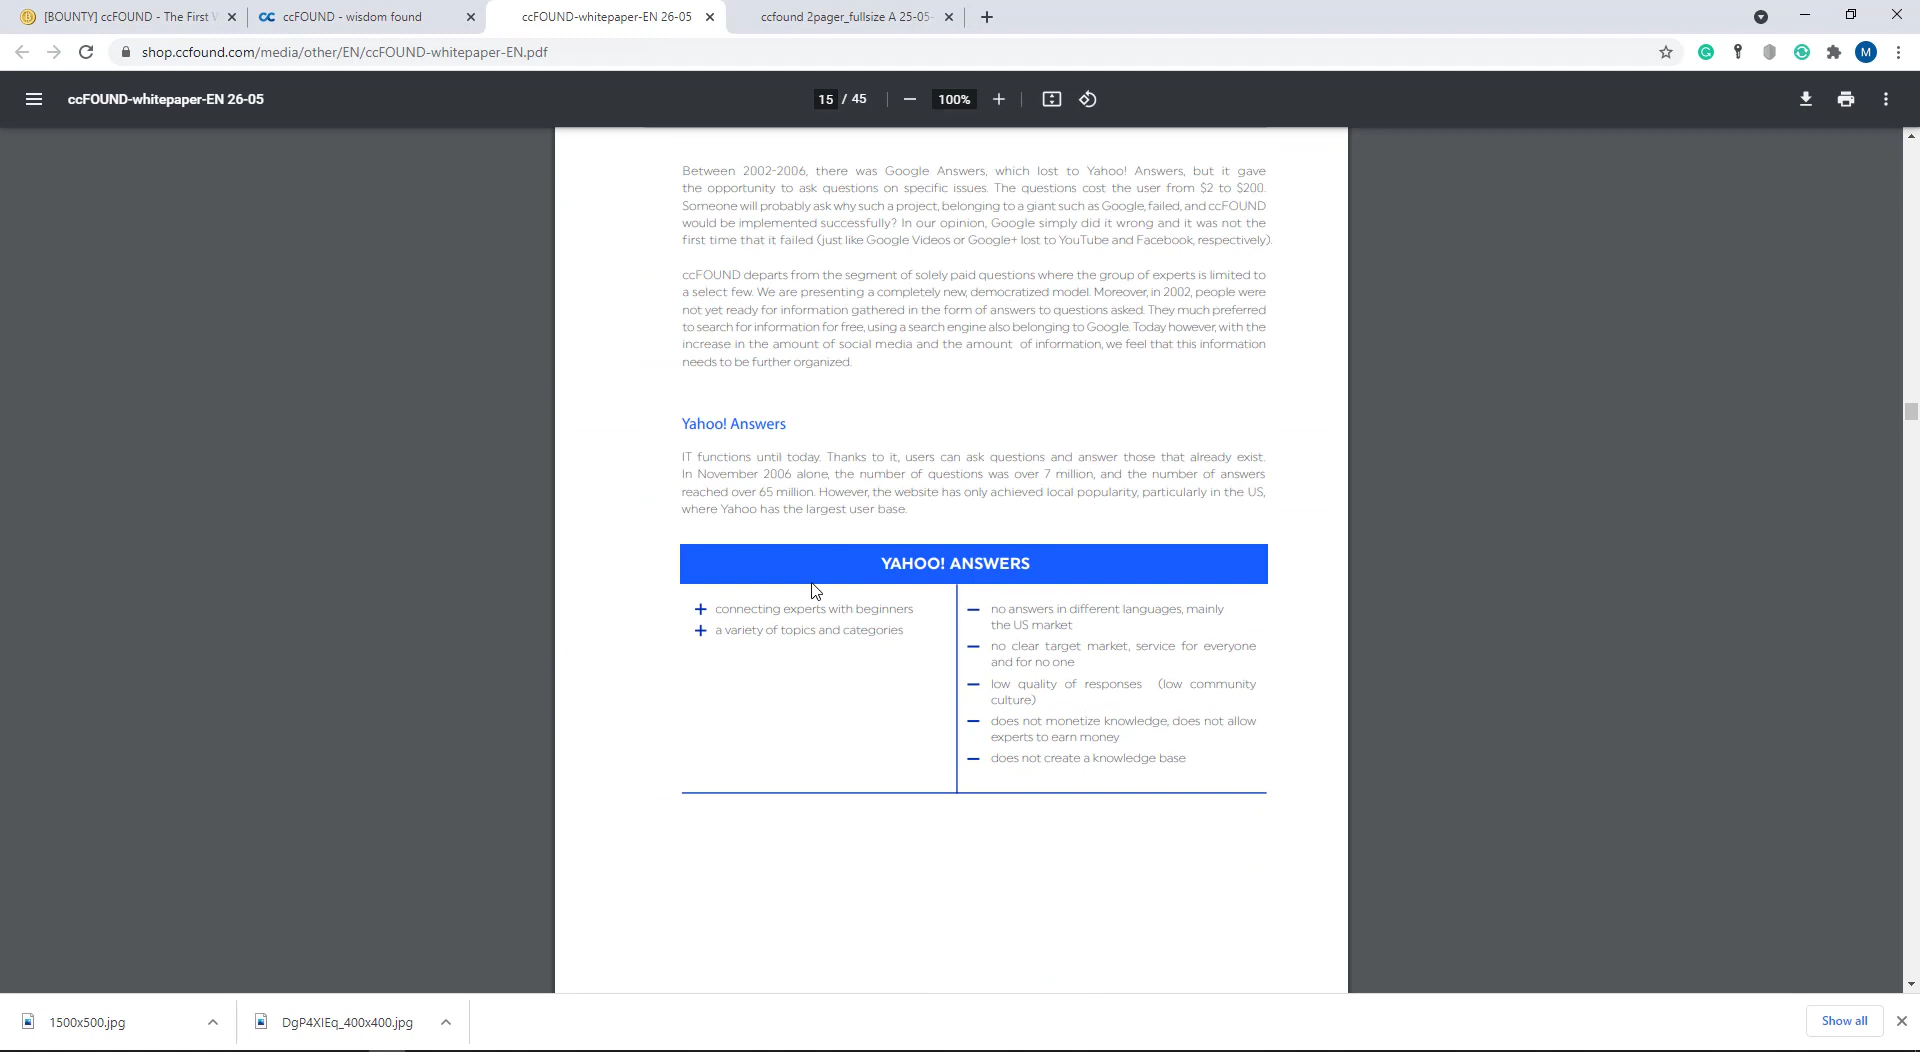 [BOUNTY] ccFOUND - The First
ccFOUND - wisdom found
ccFOUND-whitepaper-EN 26-05
ccfound 2pager_fullsize A 25-05-
shop.ccfound.com/media/other/EN/ccFOUND-whitepaper-EN.pdf
M
ccFOUND-whitepaper-EN 26-05
15 / 45
100%
Between 2002-2006, there was Google Answers, which lost to Yahoo! Answers, but it gave
the opportunity to ask questions on specific issues. The questions cost the user from $2 to $200.
Someone will probably ask why such a project, belonging to a giant such as Google, failed, and ccFOUND
would be implemented successfully? In our opinion, Google simply did it wrong and it was not the
first time that it failed (just like Google Videos or Google+ lost to YouTube and Facebook, respectively).
ccFOUND departs from the segment of solely paid questions where the group of experts is limited to
a select few. We are presenting a completely new, democratized model. Moreover, in 2002, people were
not yet ready for information gathered in the form of answers to questions asked. They much preferred
to search for information for free, using a search engine also belonging to Google. Today however, with the
increase in the amount of social media and the amount of information, we feel that this information
needs to be further organized.
Yahoo! Answers
IT functions until today. Thanks to it, users can ask questions and answer those that already exist.
In November 2006 alone, the number of questions was over 7 million, and the number of answers
reached over 65 million. However, the website has only achieved local popularity, particularly in the US,
where Yahoo has the largest user base.
YAHOO! ANSWERS
+ connecting experts with beginners
+ a variety of topics and categories
— no answers in different languages, mainly
the US market
— no clear target market, service for everyone
and for no one
— low quality of responses (low community
culture)
— does not monetize knowledge, does not allow
experts to earn money
— does not create a knowledge base
1500x500.jpg
DgP4XIEq_400x400.jpg
Show all